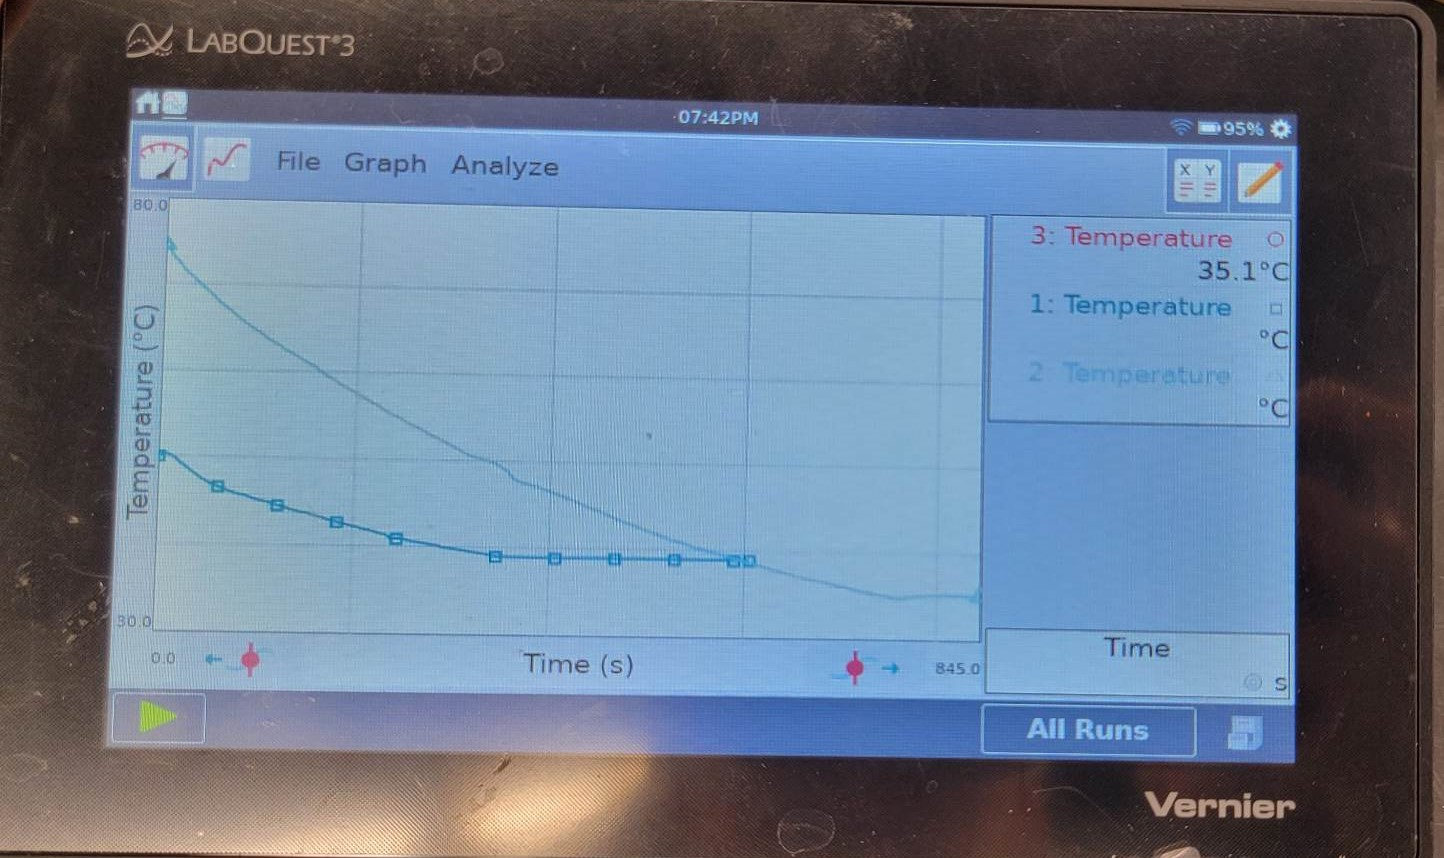 LABQUEST®3
07:42PM
95%
File Graph Analyze
X Y
80.0
Temperature (°C)
30.0
0.0
Time (s)
845.0
3: Temperature
35.1°C
1: Temperature
°C
2 Temperature
°C
Time
s
All Runs
Vernier